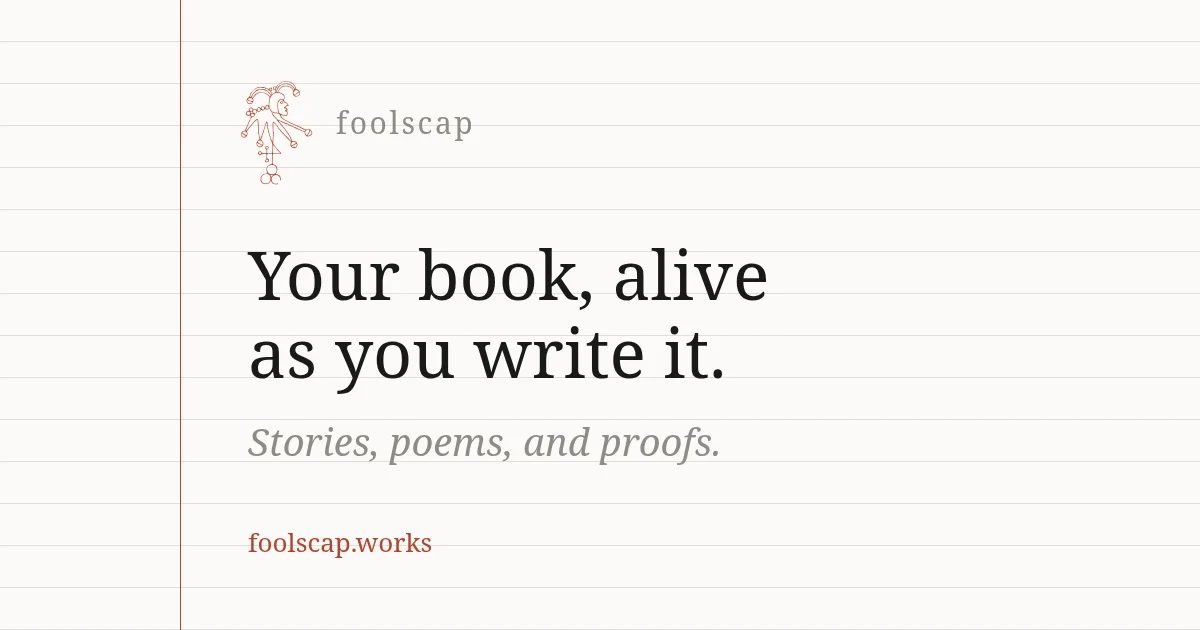 foolscap
Your book, alive
as you write it.
Stories, poems, and proofs.
foolscap.works